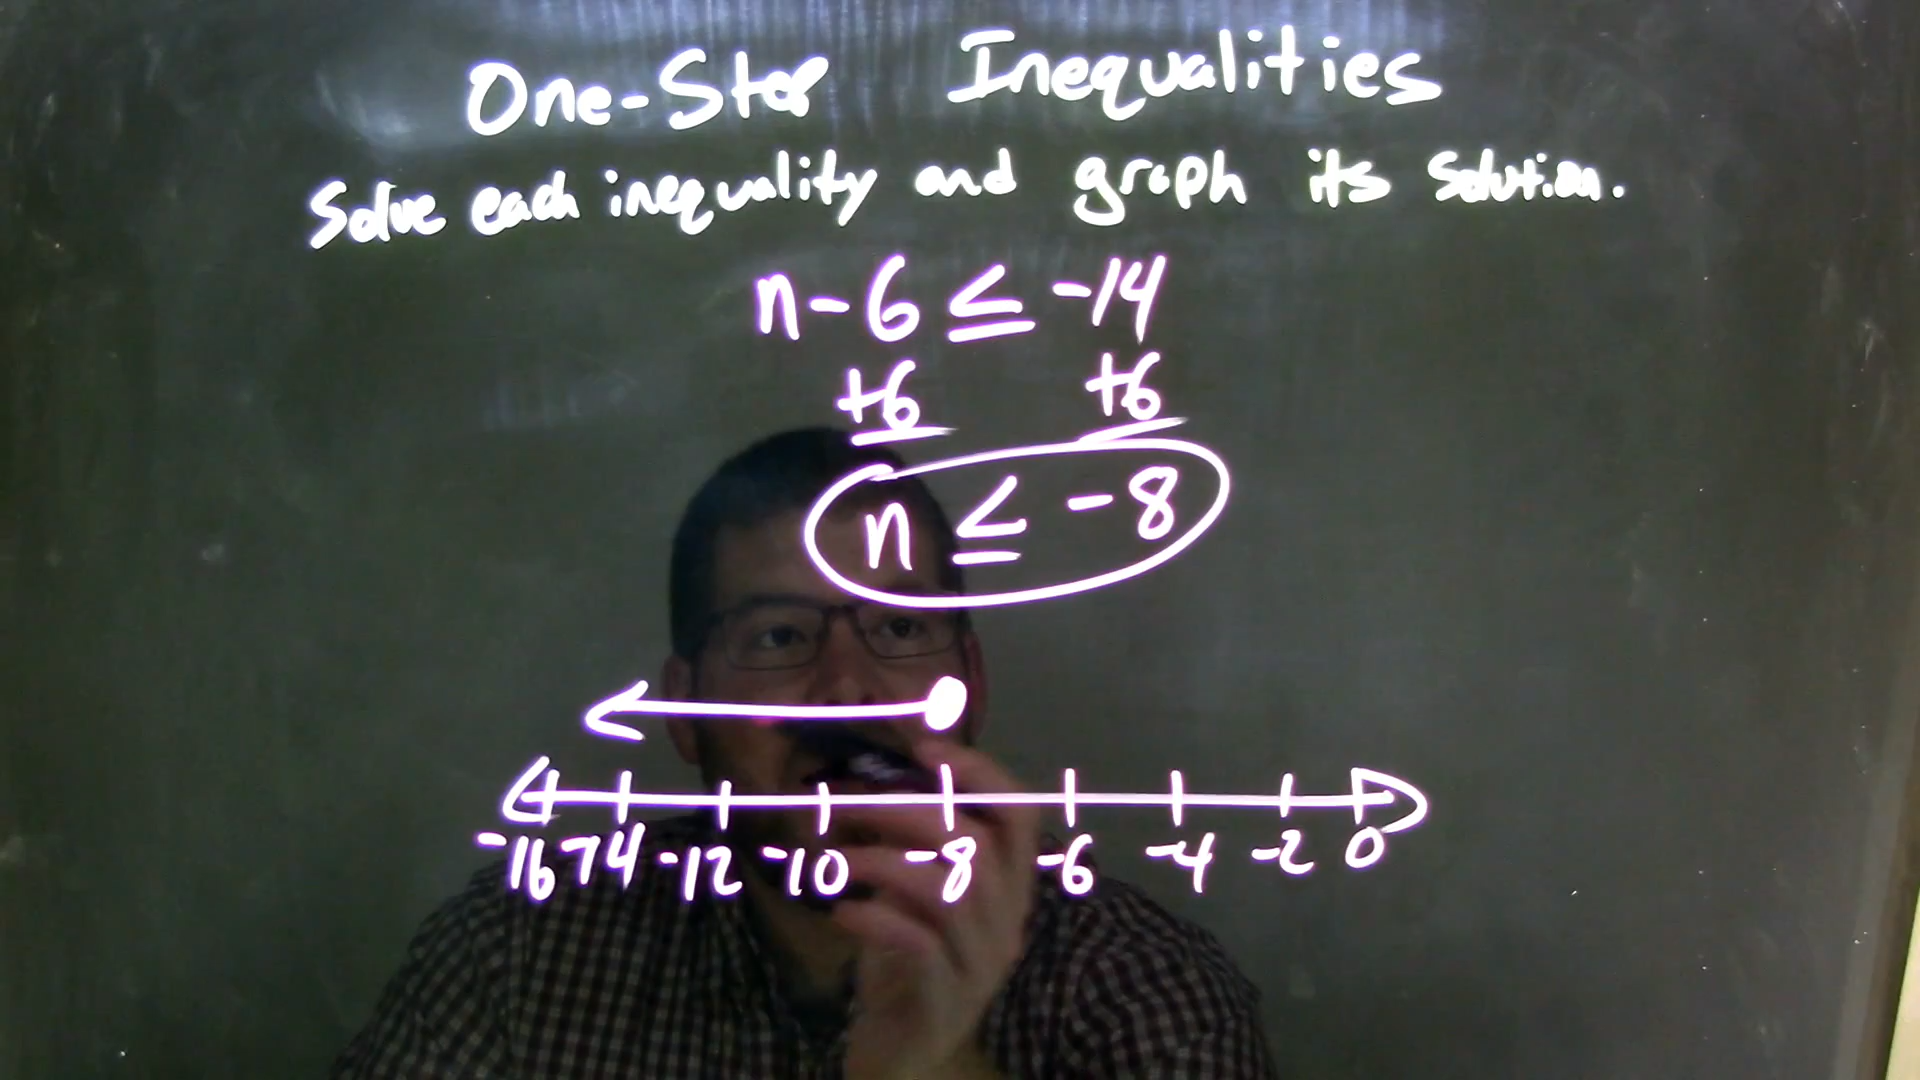 One-Step Inequalities
Solve each inequality and graph its solution.
n - 6 ≤ -14
+6 +6
n ≤ -8
-16 -14 -12 -10 -8 -6 -4 -2 0